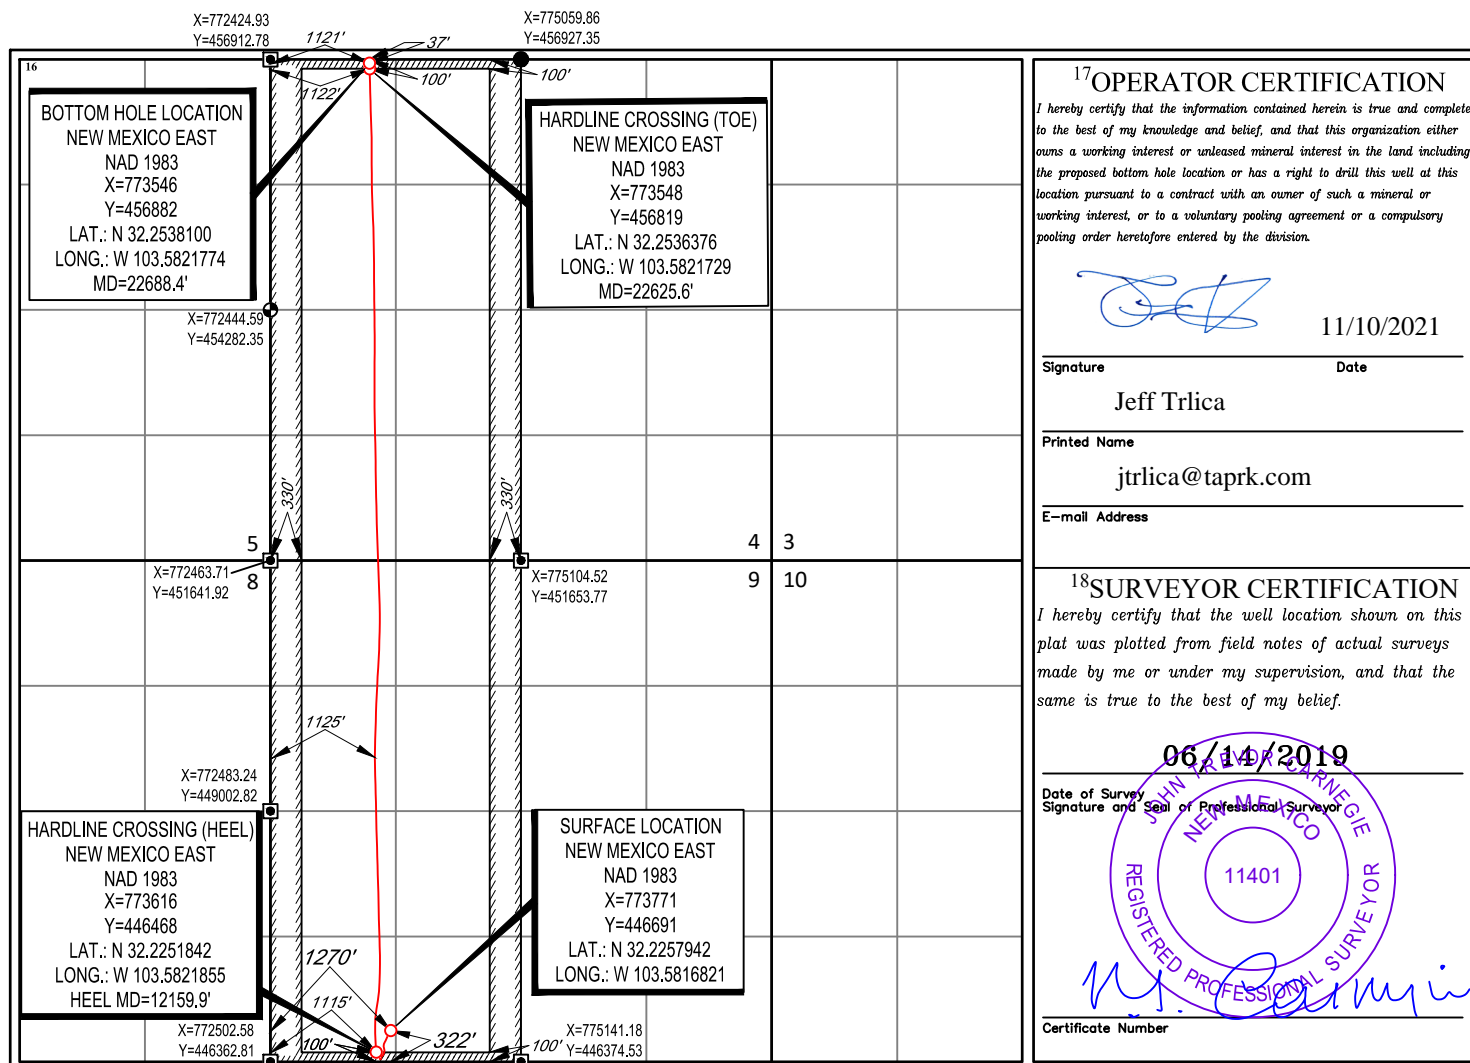 X=772424.93
Y=456912.78
1121'
37'
X=775059.86
Y=456927.35
16
100'
100'
1122'
BOTTOM HOLE LOCATION
NEW MEXICO EAST
NAD 1983
X=773546
Y=456882
LAT.: N 32.2538100
LONG.: W 103.5821774
MD=22688.4'
HARDLINE CROSSING (TOE)
NEW MEXICO EAST
NAD 1983
X=773548
Y=456819
LAT.: N 32.2536376
LONG.: W 103.5821729
MD=22625.6'
X=772444.59
Y=454282.35
330'
330'
5
4
3
8
9
10
X=772463.71
Y=451641.92
X=775104.52
Y=451653.77
1125'
X=772483.24
Y=449002.82
HARDLINE CROSSING (HEEL)
NEW MEXICO EAST
NAD 1983
X=773616
Y=446468
LAT.: N 32.2251842
LONG.: W 103.5821855
HEEL MD=12159.9'
SURFACE LOCATION
NEW MEXICO EAST
NAD 1983
X=773771
Y=446691
LAT.: N 32.2257942
LONG.: W 103.5816821
1270'
1115'
X=772502.58
Y=446362.81
100'
322'
100'
X=775141.18
Y=446374.53
17 OPERATOR CERTIFICATION
I hereby certify that the information contained herein is true and complete
to the best of my knowledge and belief, and that this organization either
owns a working interest or unleased mineral interest in the land including
the proposed bottom hole location or has a right to drill this well at this
location pursuant to a contract with an owner of such a mineral or
working interest, or to a voluntary pooling agreement or a compulsory
pooling order heretofore entered by the division.
11/10/2021
Signature Date
Jeff Trlica
Printed Name
jtrlica@taprk.com
E-mail Address
18 SURVEYOR CERTIFICATION
I hereby certify that the well location shown on this
plat was plotted from field notes of actual surveys
made by me or under my supervision, and that the
same is true to the best of my belief.
06/14/2019
Date of Survey
Signature and Seal of Professional Surveyor
JOHN TREVOR CARNEGIE
NEW MEXICO
11401
REGISTERED PROFESSIONAL SURVEYOR
Certificate Number